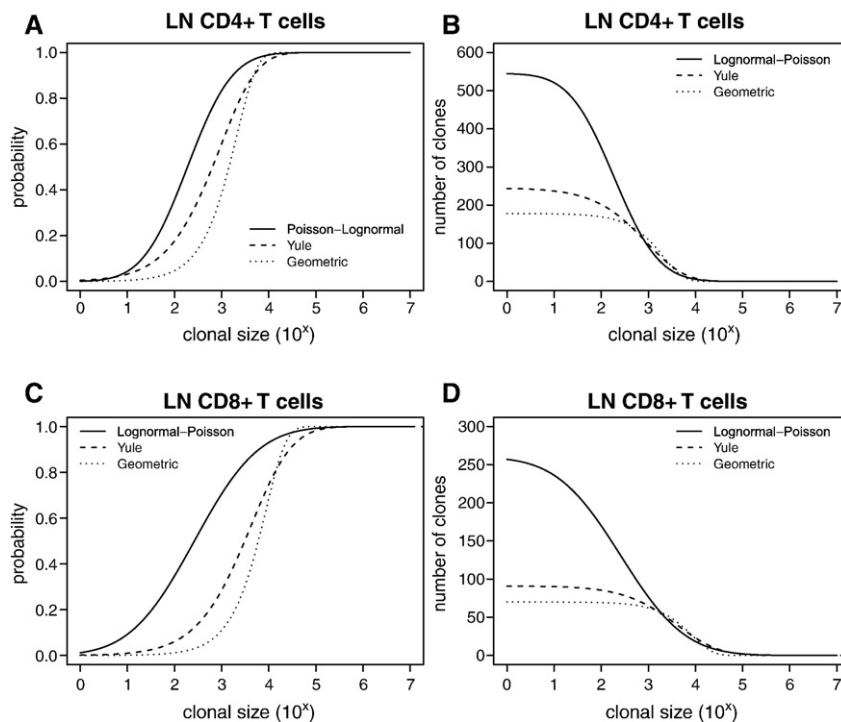 A
LN CD4+ T cells
probability
1.0
0.8
0.6
0.4
0.2
0.0
Poisson–Lognormal
Yule
Geometric
0 1 2 3 4 5 6 7
clonal size (10^x)
B
LN CD4+ T cells
number of clones
600
500
400
300
200
100
0
Lognormal–Poisson
Yule
Geometric
0 1 2 3 4 5 6 7
clonal size (10^x)
C
LN CD8+ T cells
probability
1.0
0.8
0.6
0.4
0.2
0.0
Lognormal–Poisson
Yule
Geometric
0 1 2 3 4 5 6 7
clonal size (10^x)
D
LN CD8+ T cells
number of clones
300
250
200
150
100
50
0
Lognormal–Poisson
Yule
Geometric
0 1 2 3 4 5 6 7
clonal size (10^x)